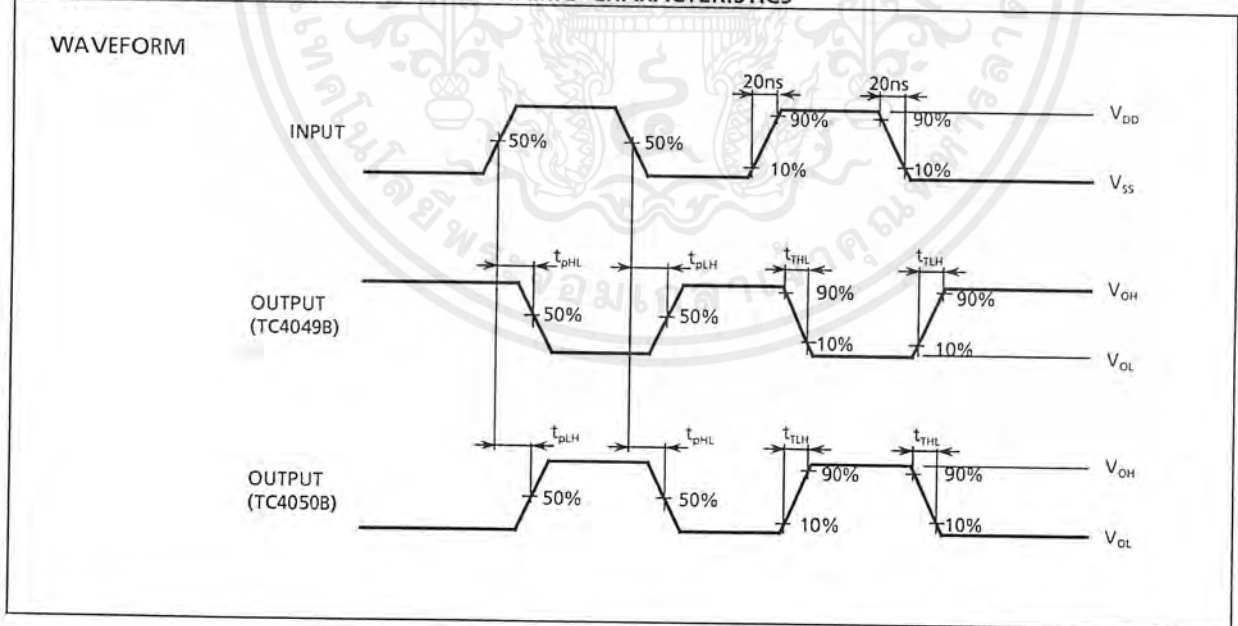 CHARACTERISTICS
WAVEFORM
20ns 20ns
INPUT 50% 50% 90% 90% V_DD
10% 10% V_SS
t_pHL t_pLH t_THL t_TLH
OUTPUT
(TC4049B) 50% 50% 90% 90% V_OH
10% 10% V_OL
t_pLH t_pHL t_TLH t_THL
OUTPUT
(TC4050B) 50% 50% 90% 90% V_OH
10% 10% V_OL